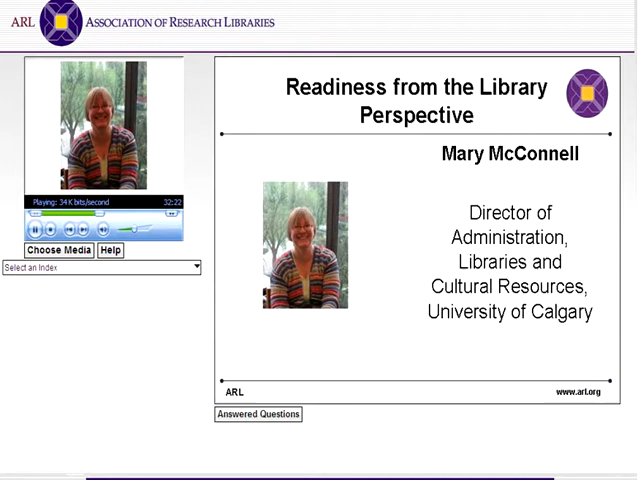 ARL ASSOCIATION OF RESEARCH LIBRARIES
Playing: 34 K bits/second 32:22
Choose Media Help
Select an Index
Readiness from the Library
Perspective
Mary McConnell
Director of
Administration,
Libraries and
Cultural Resources,
University of Calgary
ARL www.arl.org
Answered Questions